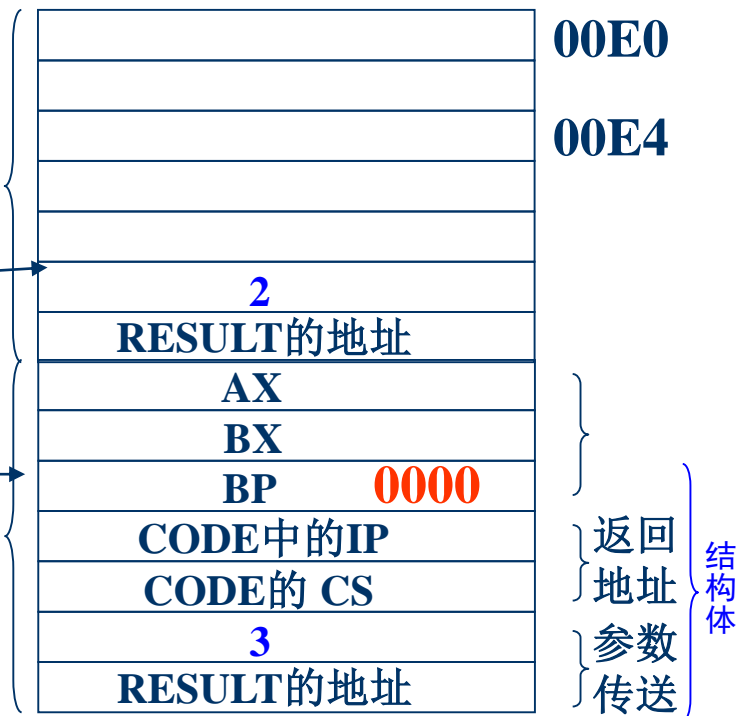 00E0
00E4
2
RESULT的地址
AX
BX
BP 0000
CODE中的IP
CODE的 CS
3
RESULT的地址
返回
地址
参数
传送
结构体